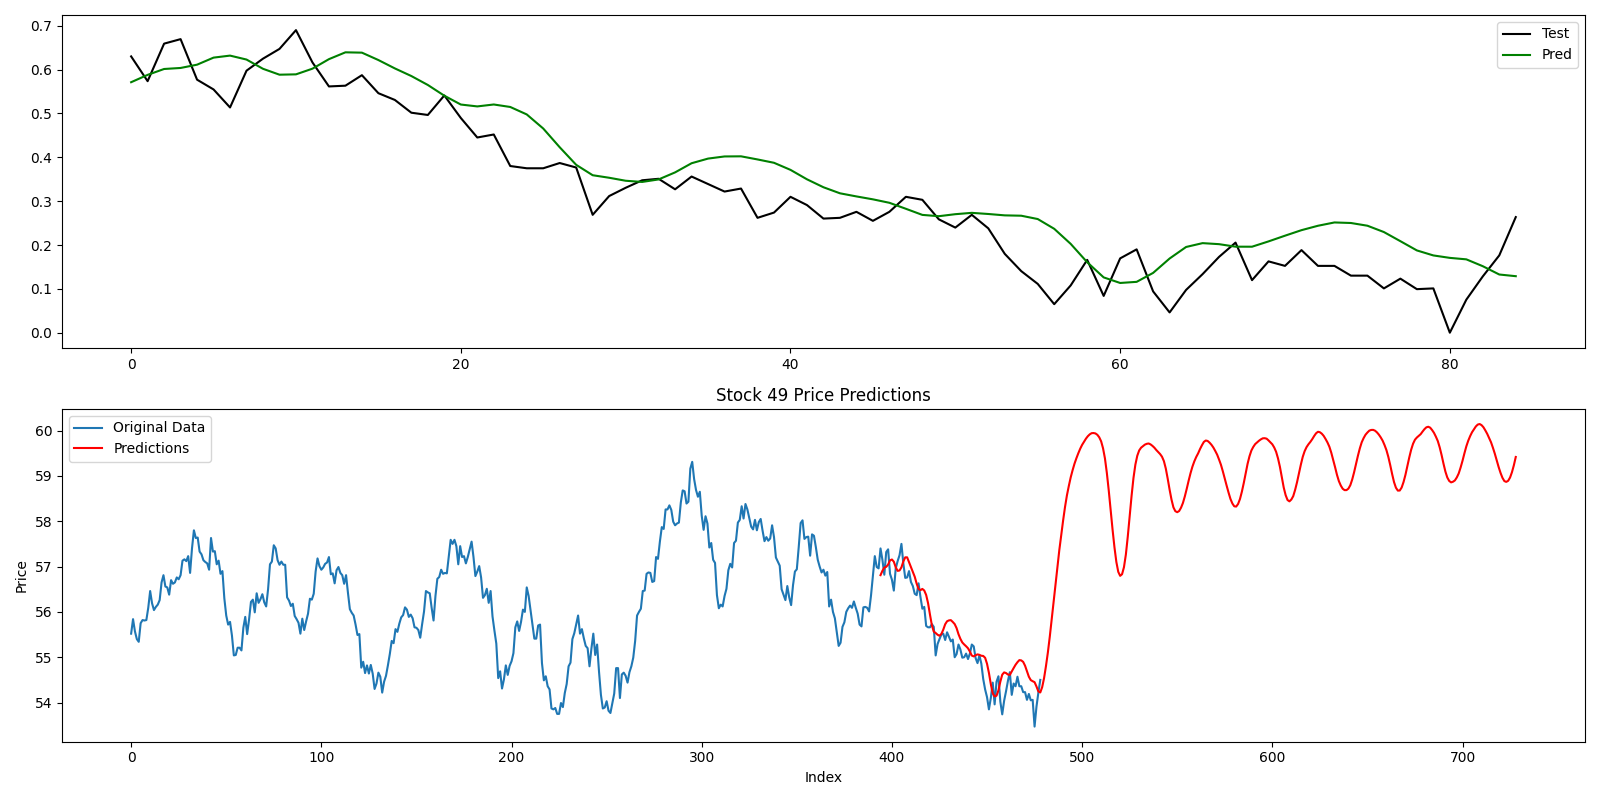 0.7
0.6
0.5
0.4
0.3
0.2
0.1
0.0
Test
Pred
0 20 40 60 80
Stock 49 Price Predictions
Original Data
Predictions
Price
60
59
58
57
56
55
54
0 100 200 300 400 500 600 700
Index